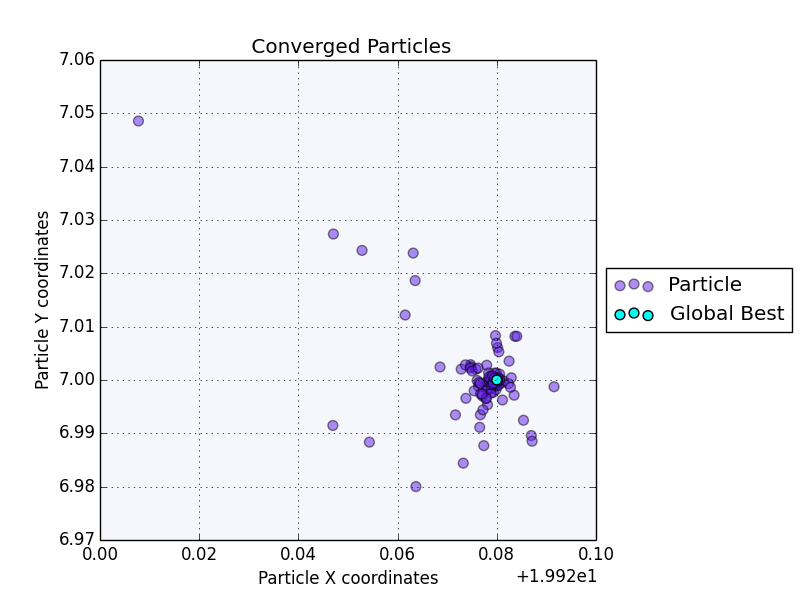 Converged Particles
7.06
7.05
7.04
7.03
7.02
7.01
7.00
6.99
6.98
6.97
Particle Y coordinates
0.00 0.02 0.04 0.06 0.08 0.10
Particle X coordinates
+1.992e1
Particle
Global Best